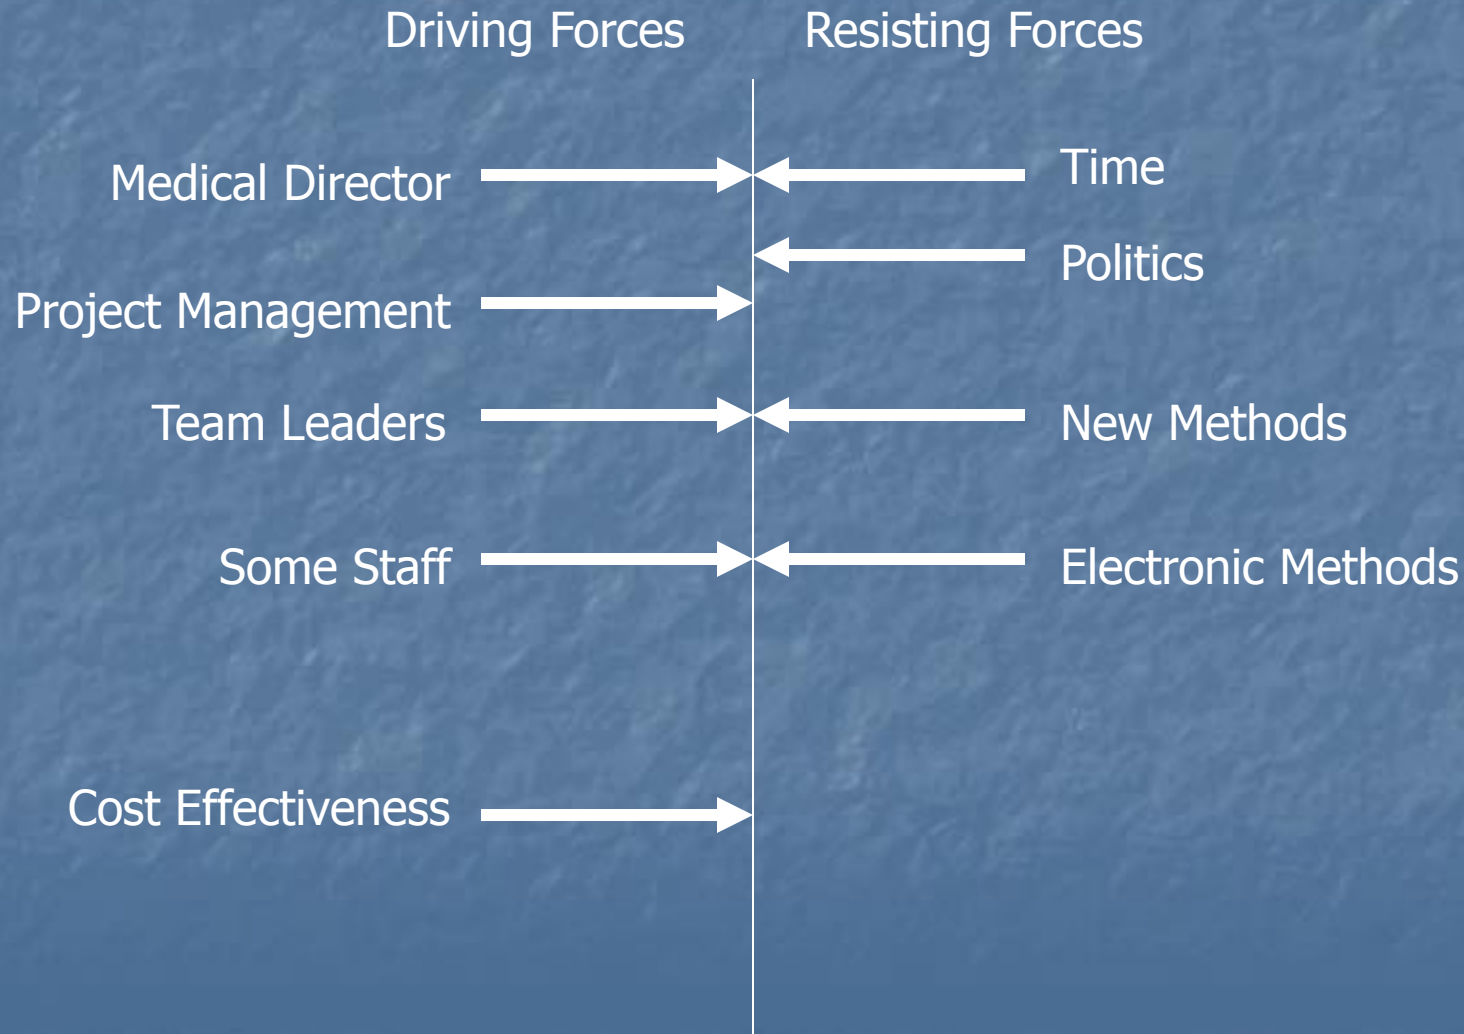 Driving Forces
Resisting Forces
Medical Director
Time
Politics
Project Management
Team Leaders
New Methods
Some Staff
Electronic Methods
Cost Effectiveness